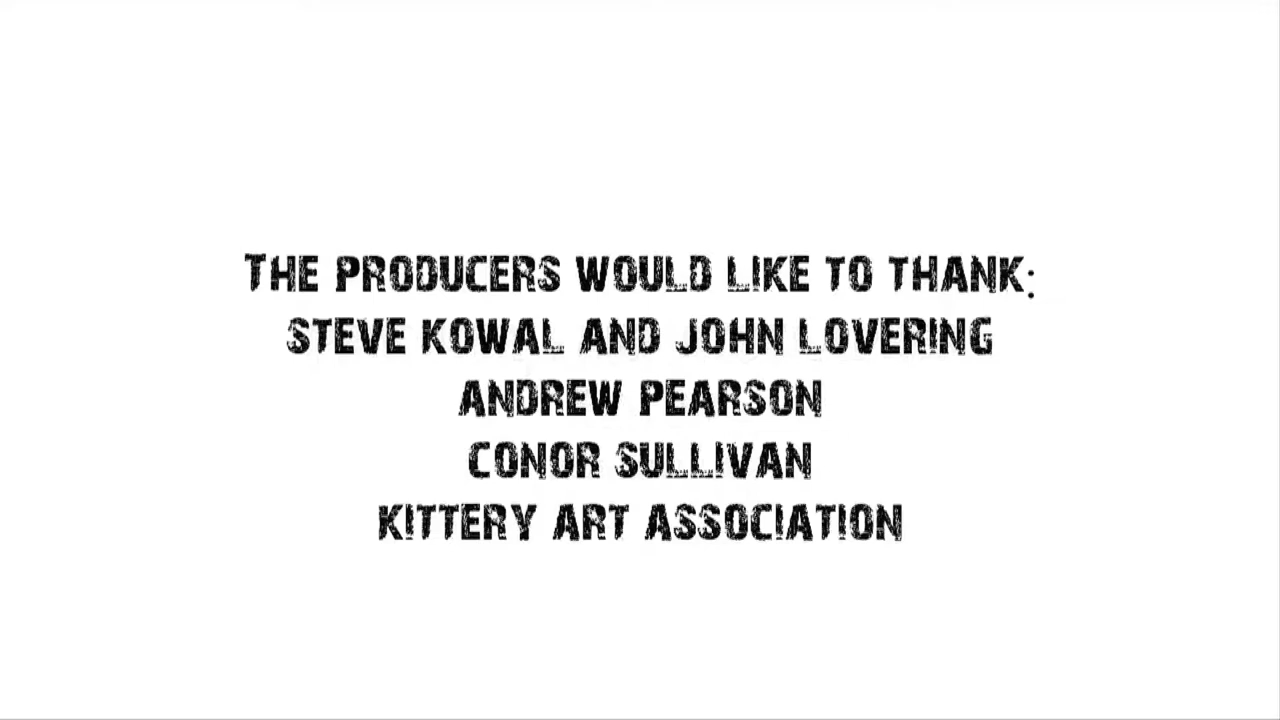 THE PRODUCERS WOULD LIKE TO THANK:
STEVE KOWAL AND JOHN LOVERING
ANDREW PEARSON
CONOR SULLIVAN
KITTERY ART ASSOCIATION